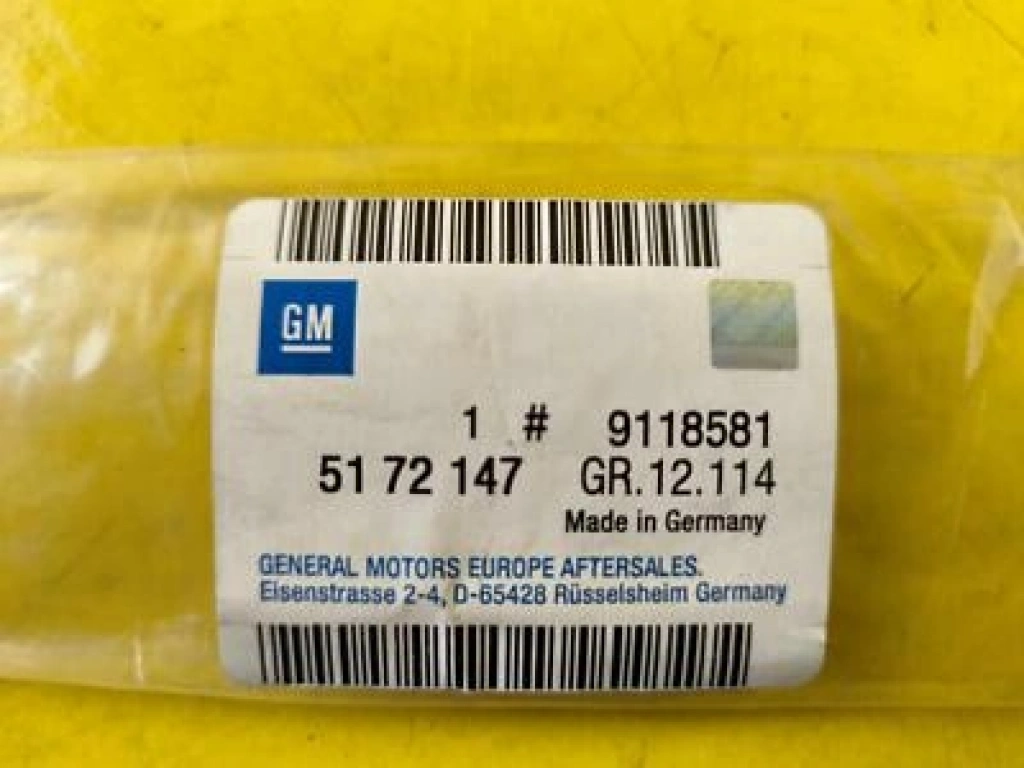 GM
1 # 9118581
51 72 147 GR.12.114
Made in Germany
GENERAL MOTORS EUROPE AFTERSALES.
Eisenstrasse 2-4, D-65428 Rüsselsheim Germany